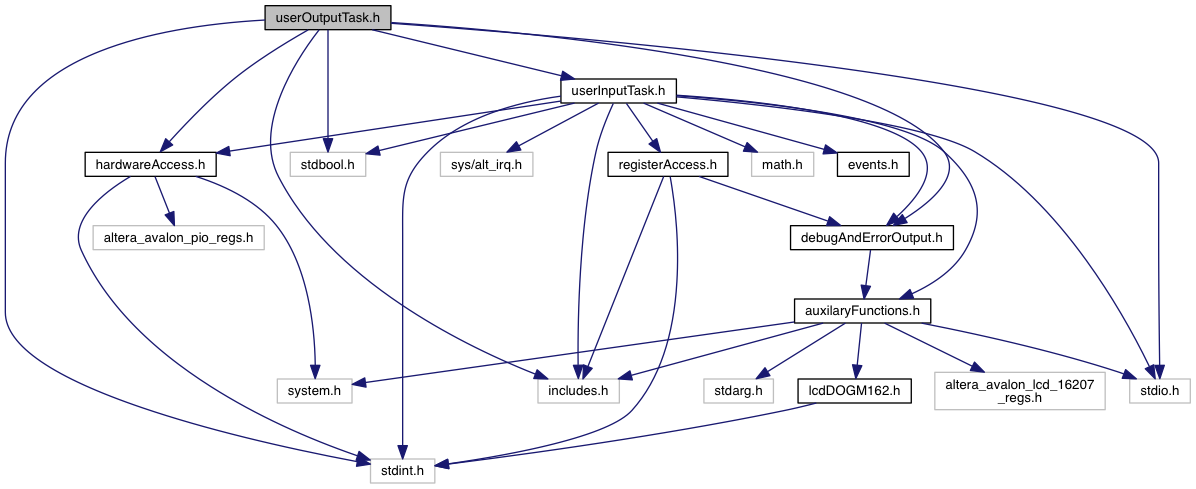 userOutputTask.h
userInputTask.h
hardwareAccess.h
stdbool.h
sys/alt_irq.h
registerAccess.h
math.h
events.h
altera_avalon_pio_regs.h
debugAndErrorOutput.h
auxilaryFunctions.h
system.h
includes.h
stdarg.h
lcdDOGM162.h
altera_avalon_lcd_16207
_regs.h
stdio.h
stdint.h